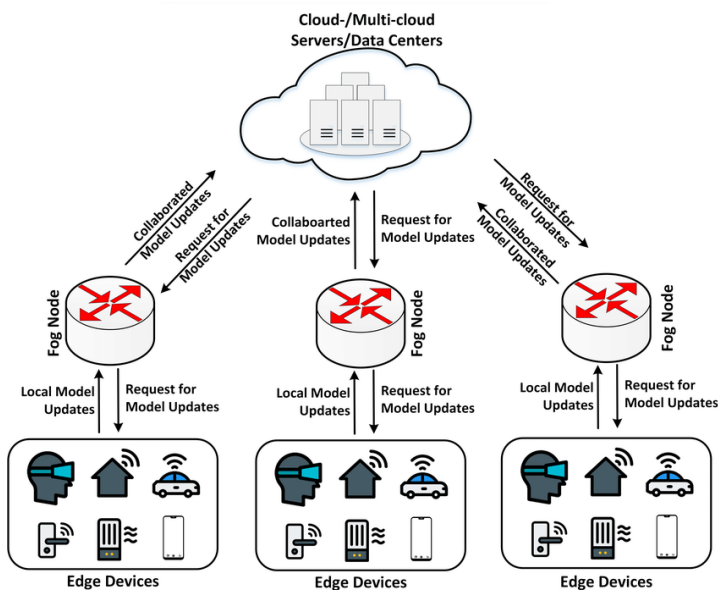 Cloud-/Multi-cloud
Servers/Data Centers
Collaborated
Model Updates
Request for
Model Updates
Collaboarted
Model Updates
Request for
Model Updates
Request for
Model Updates
Collaborated
Model Updates
Fog Node
Fog Node
Fog Node
Local Model
Updates
Request for
Model Updates
Local Model
Updates
Request for
Model Updates
Local Model
Updates
Request for
Model Updates
Edge Devices
Edge Devices
Edge Devices